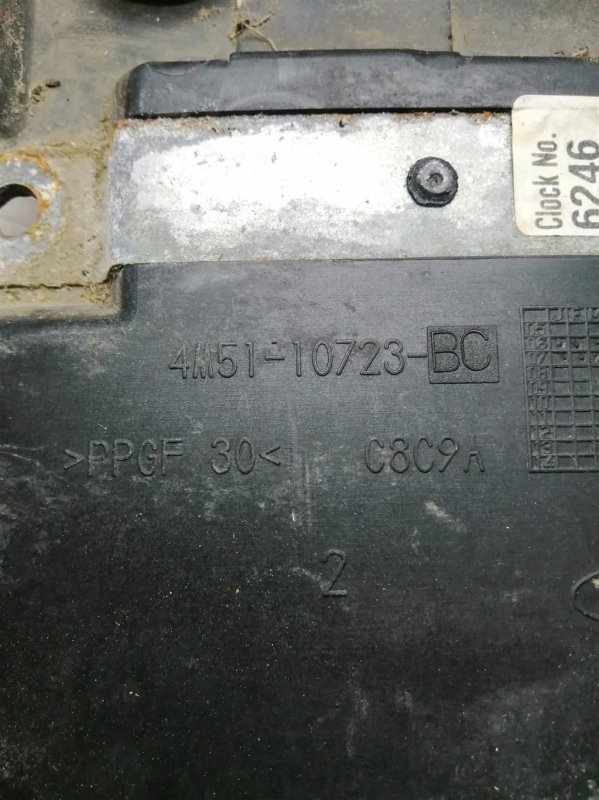 Clock No.
6246
4M51-10723-BC
>PPGF 30<
C8C9A
2